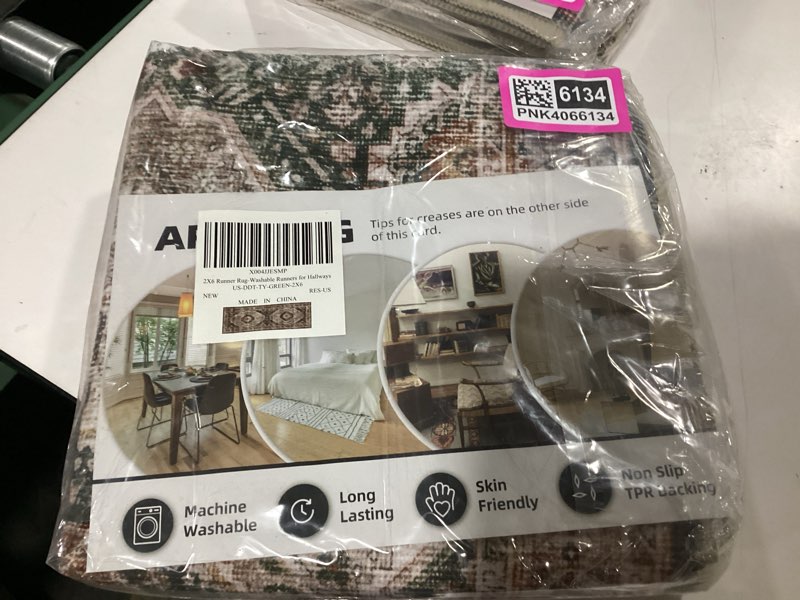 6134
PNK4066134
Tips for creases are on the other side
of this card.
X004JJESMP
2X6 Runner Rug-Washable Runners for Hallways
US-DDT-TY-GREEN-2X6
NEW RES-US
MADE IN CHINA
Machine
Washable
Long
Lasting
Skin
Friendly
Non Slip
TPR Backing